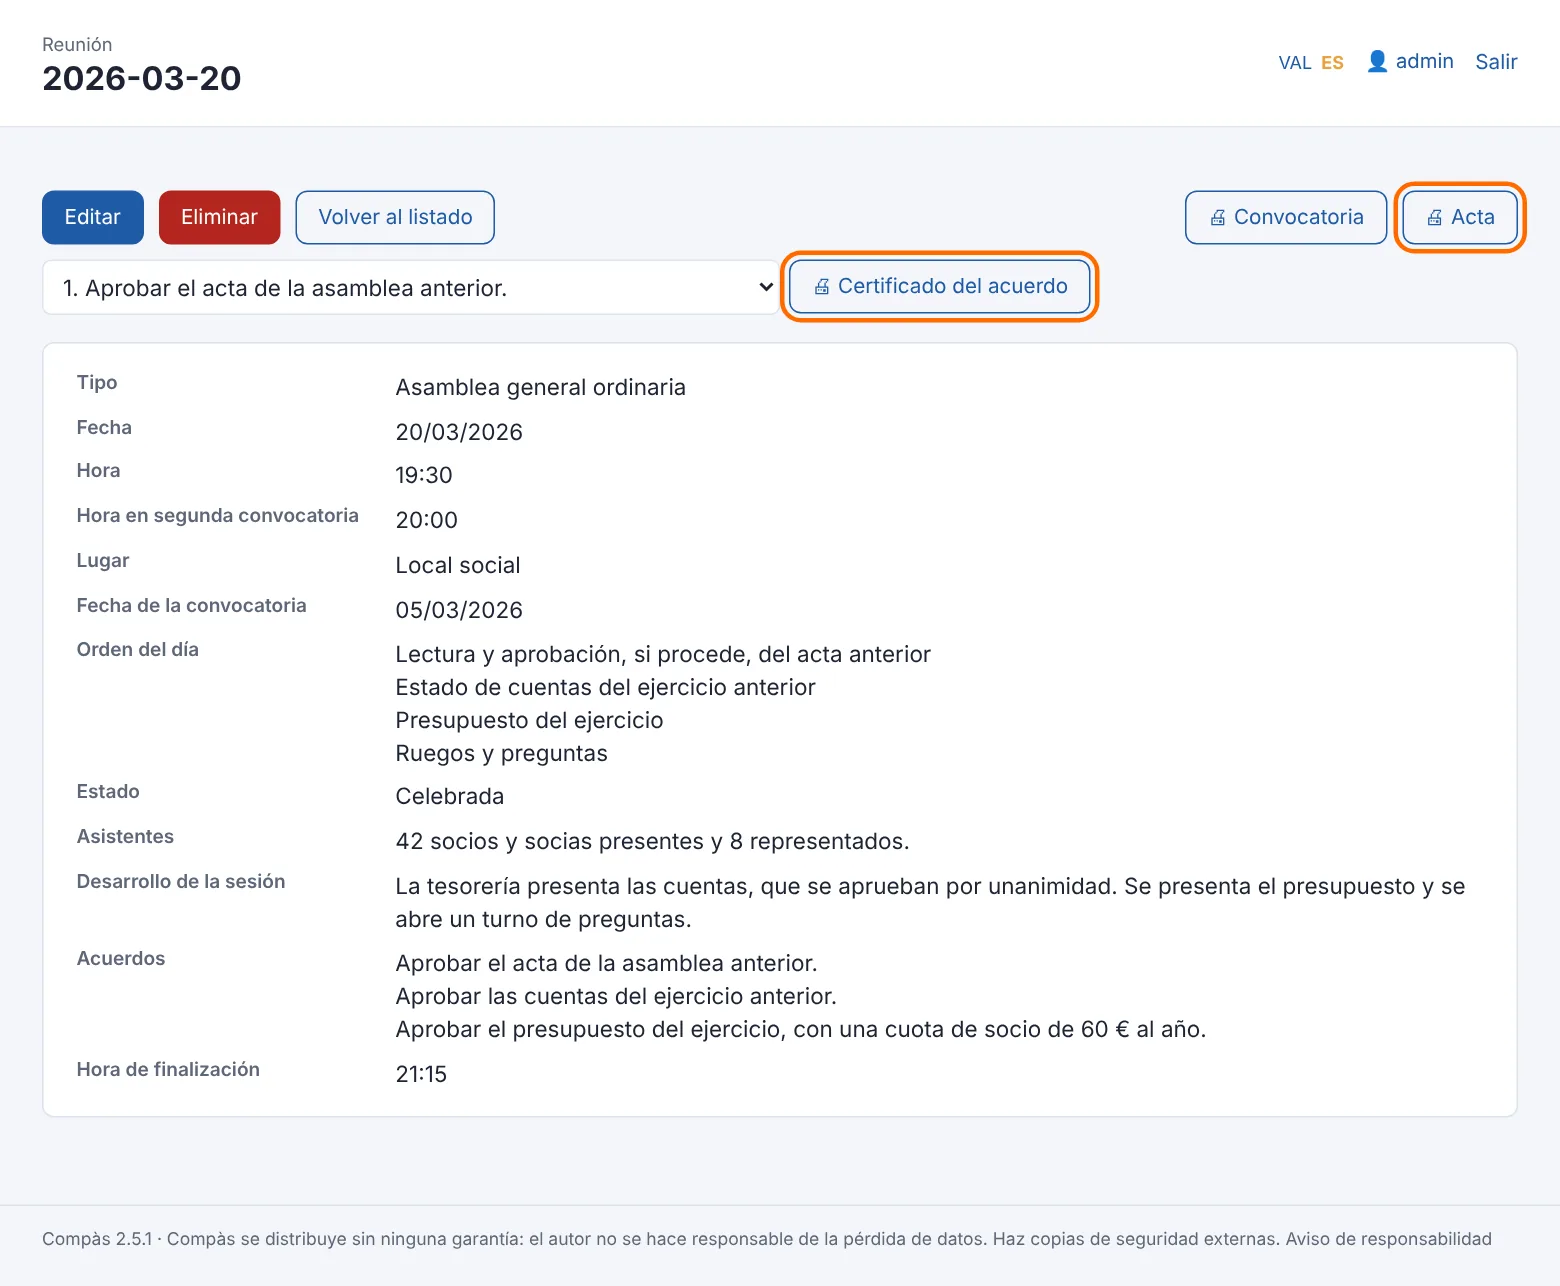 Reunión
2026-03-20
VAL ES admin Salir
Editar Eliminar Volver al listado Convocatoria Acta
1. Aprobar el acta de la asamblea anterior. Certificado del acuerdo
Tipo Asamblea general ordinaria
Fecha 20/03/2026
Hora 19:30
Hora en segunda convocatoria 20:00
Lugar Local social
Fecha de la convocatoria 05/03/2026
Orden del día Lectura y aprobación, si procede, del acta anterior
Estado de cuentas del ejercicio anterior
Presupuesto del ejercicio
Ruegos y preguntas
Estado Celebrada
Asistentes 42 socios y socias presentes y 8 representados.
Desarrollo de la sesión La tesorería presenta las cuentas, que se aprueban por unanimidad. Se presenta el presupuesto y se
abre un turno de preguntas.
Acuerdos Aprobar el acta de la asamblea anterior.
Aprobar las cuentas del ejercicio anterior.
Aprobar el presupuesto del ejercicio, con una cuota de socio de 60 € al año.
Hora de finalización 21:15
Compàs 2.5.1 · Compàs se distribuye sin ninguna garantía: el autor no se hace responsable de la pérdida de datos. Haz copias de seguridad externas. Aviso de responsabilidad